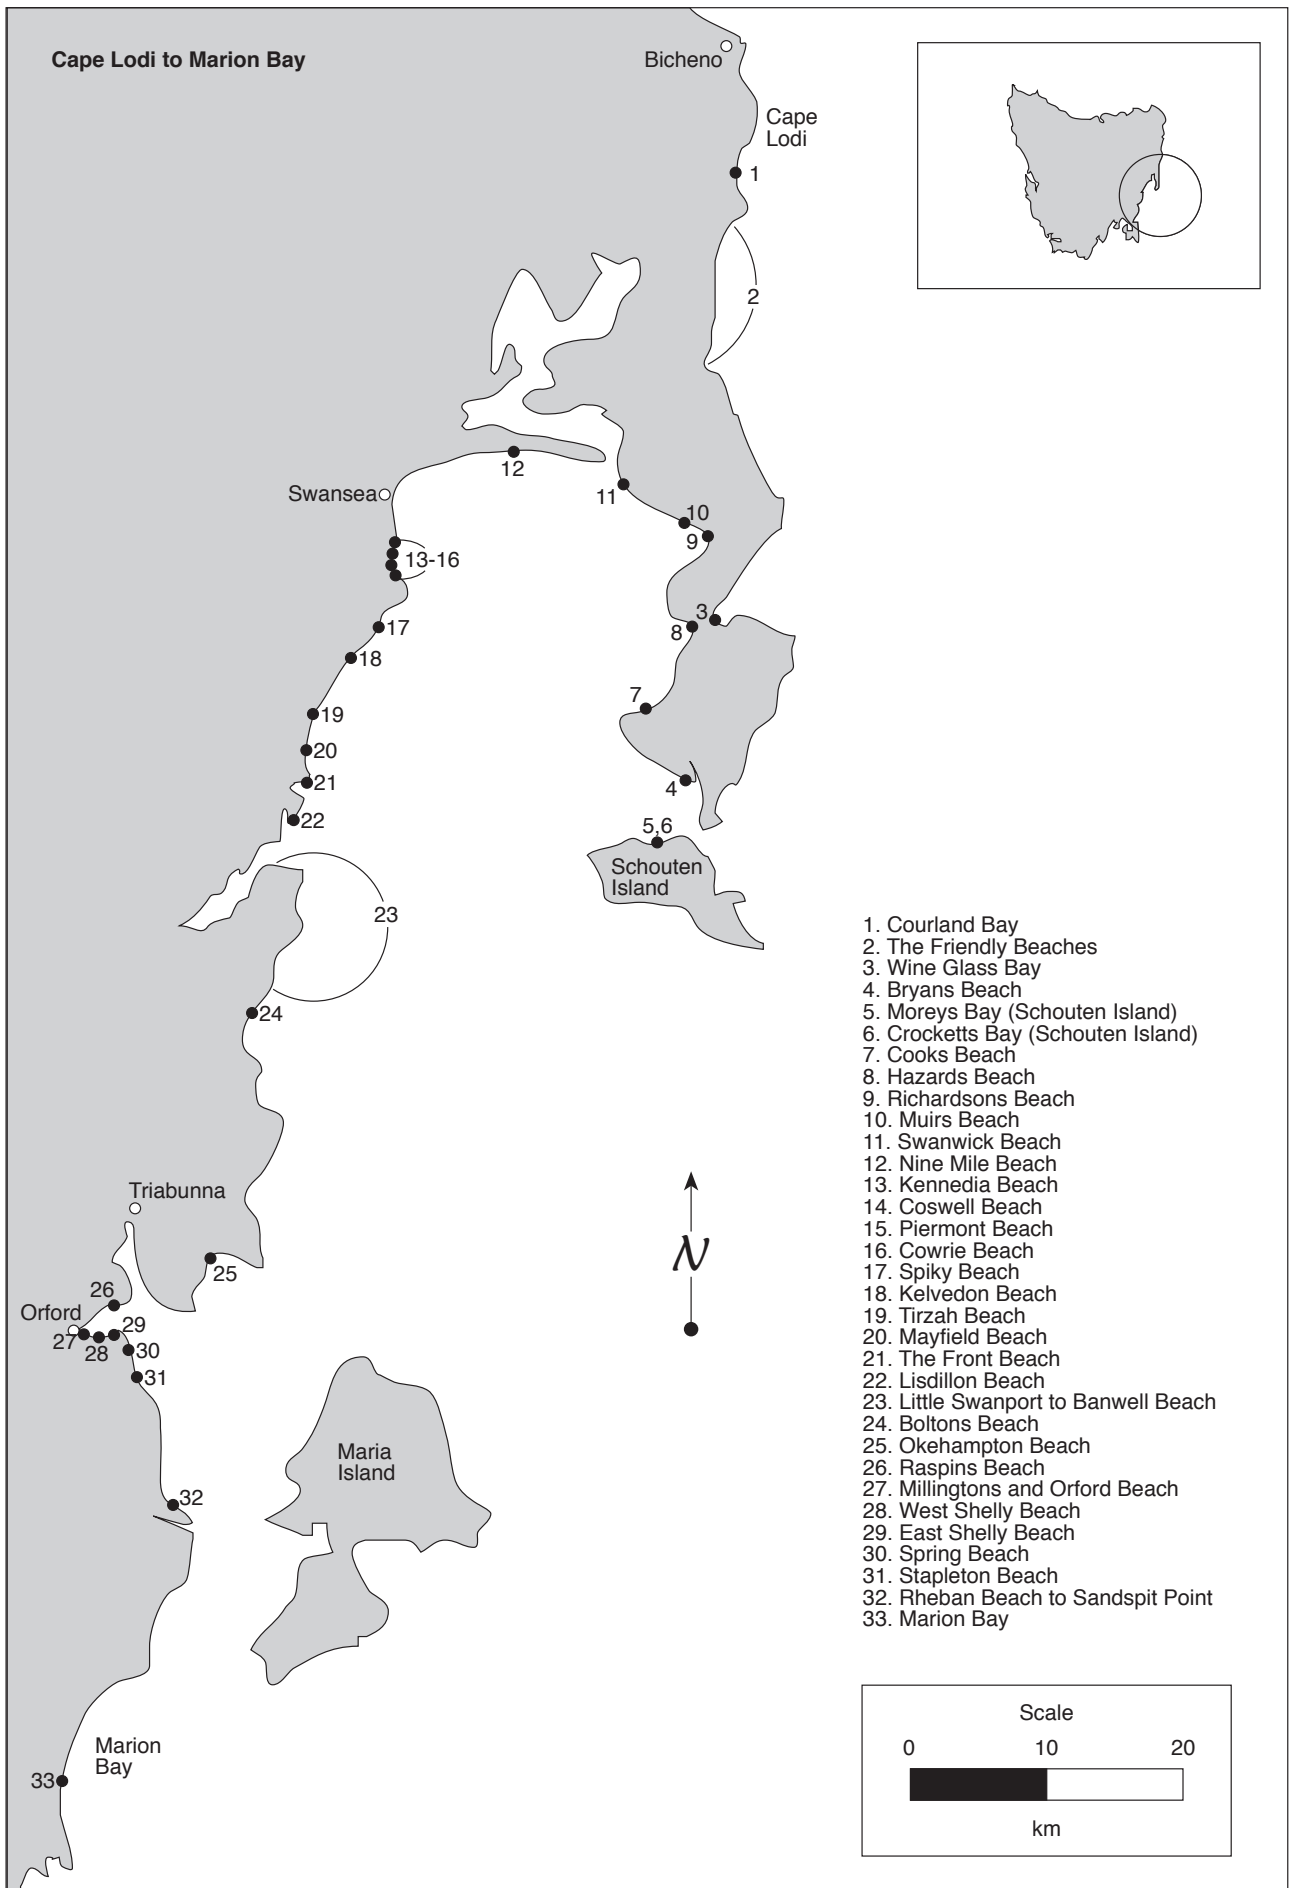 Cape Lodi to Marion Bay
Bicheno
Cape
Lodi
1
2
12
Swansea
11
10
9
13-16
3
8
17
18
7
19
20
21
4
22
5,6
Schouten
Island
23
24
1. Courland Bay
2. The Friendly Beaches
3. Wine Glass Bay
4. Bryans Beach
5. Moreys Bay (Schouten Island)
6. Crocketts Bay (Schouten Island)
7. Cooks Beach
8. Hazards Beach
9. Richardsons Beach
10. Muirs Beach
11. Swanwick Beach
12. Nine Mile Beach
13. Kennedia Beach
14. Coswell Beach
15. Piermont Beach
16. Cowrie Beach
17. Spiky Beach
18. Kelvedon Beach
19. Tirzah Beach
20. Mayfield Beach
21. The Front Beach
22. Lisdillon Beach
23. Little Swanport to Banwell Beach
24. Boltons Beach
25. Okehampton Beach
26. Raspins Beach
27. Millingtons and Orford Beach
28. West Shelly Beach
29. East Shelly Beach
30. Spring Beach
31. Stapleton Beach
32. Rheban Beach to Sandspit Point
33. Marion Bay
Triabunna
N
25
26
Orford
27
28
29
30
31
Maria
Island
32
Marion
Bay
33
Scale
0 10 20
km